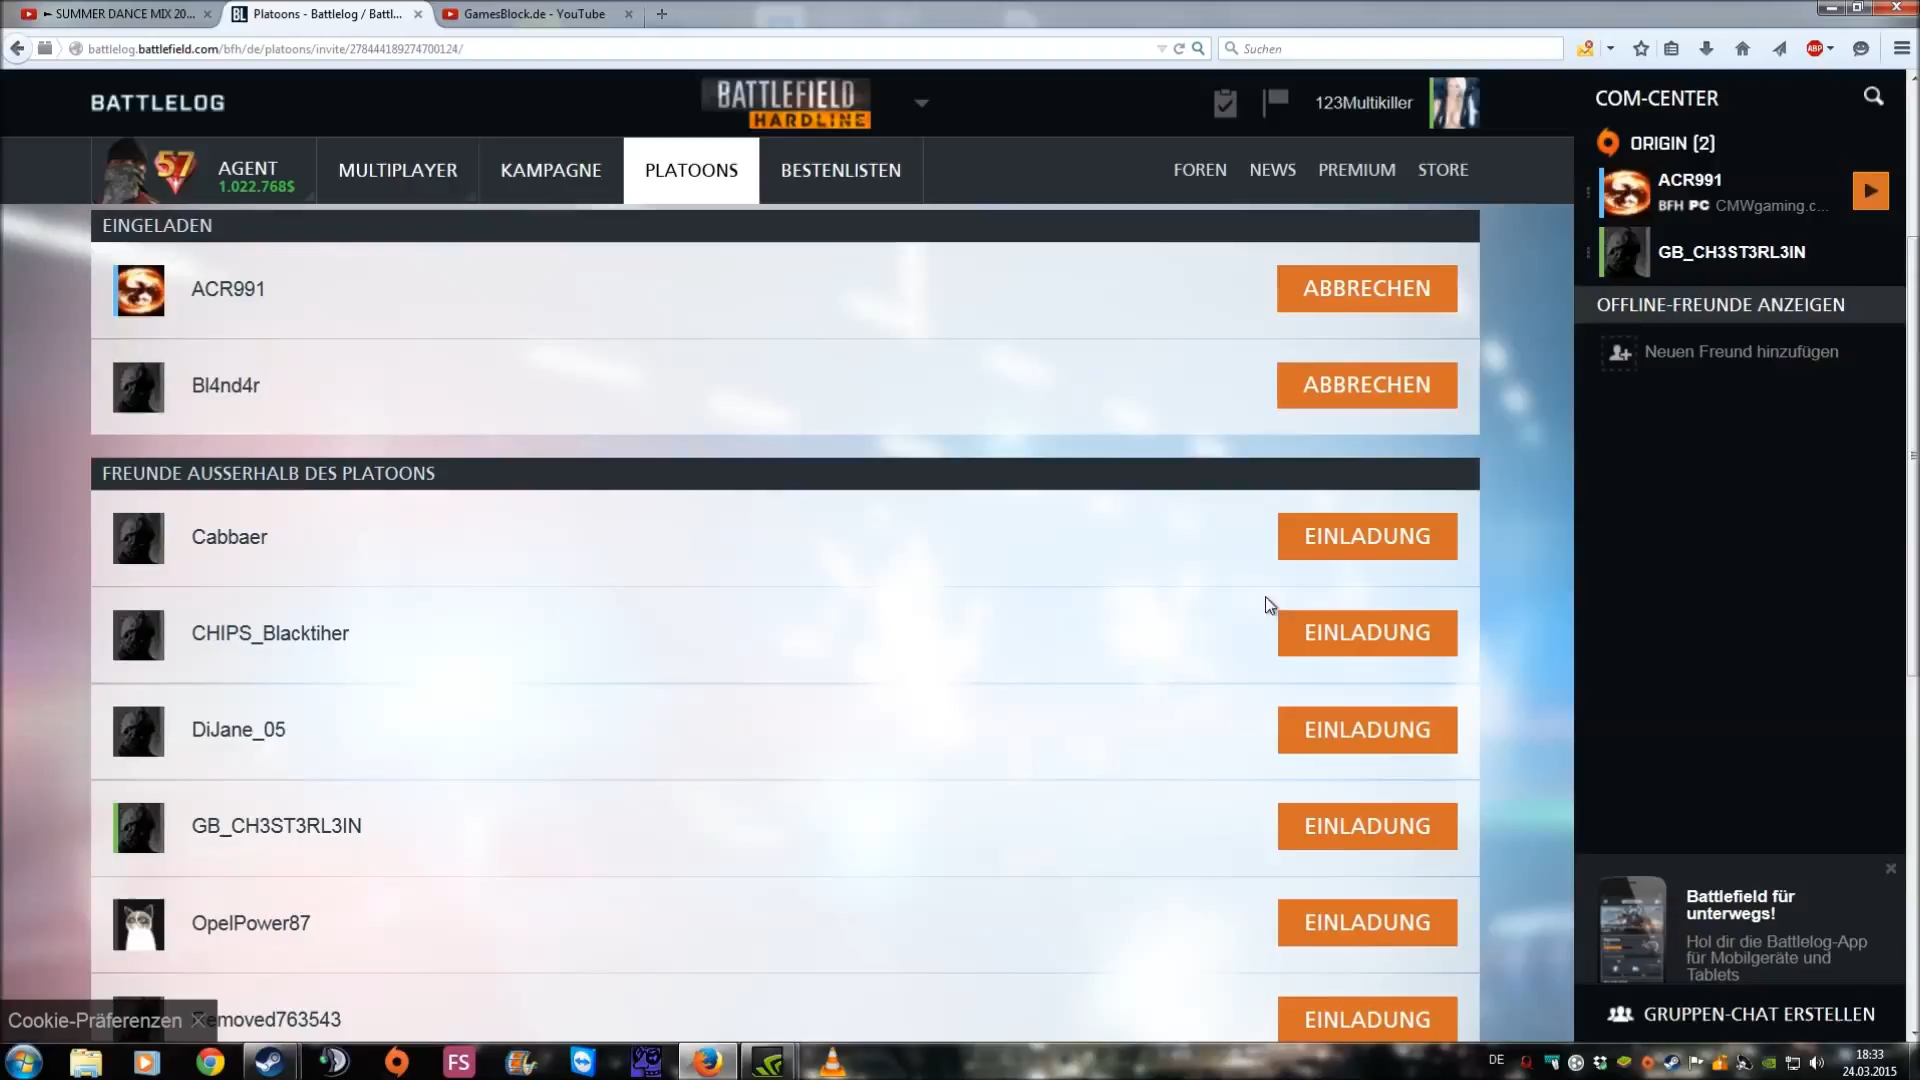 ► SUMMER DANCE MIX 20...
Platoons - Battlelog / Battl...
GamesBlock.de - YouTube
battlelog.battlefield.com/bfh/de/platoons/invite/278444189274700124/
Suchen
ABP
BATTLELOG
BATTLEFIELD
HARDLINE
123Multikiller
57
AGENT
1.022.768$
MULTIPLAYER
KAMPAGNE
PLATOONS
BESTENLISTEN
FOREN
NEWS
PREMIUM
STORE
EINGELADEN
ACR991
ABBRECHEN
Bl4nd4r
ABBRECHEN
FREUNDE AUSSERHALB DES PLATOONS
Cabbaer
EINLADUNG
CHIPS_Blacktiher
EINLADUNG
DiJane_05
EINLADUNG
GB_CH3ST3RL3IN
EINLADUNG
OpelPower87
EINLADUNG
emoved763543
EINLADUNG
Cookie-Präferenzen
COM-CENTER
ORIGIN [2]
ACR991
BFH PC CMWgaming.c...
GB_CH3ST3RL3IN
OFFLINE-FREUNDE ANZEIGEN
Neuen Freund hinzufügen
Battlefield für
unterwegs!
Hol dir die Battlelog-App
für Mobilgeräte und
Tablets
GRUPPEN-CHAT ERSTELLEN
FS
DE
18:33
24.03.2015